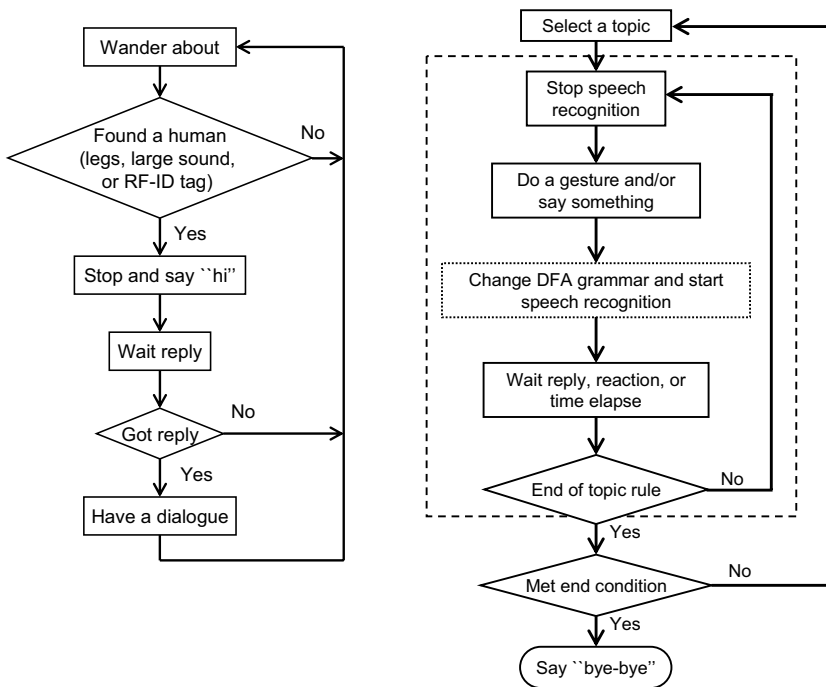 Wander about
Found a human
(legs, large sound,
or RF-ID tag)
No
Yes
Stop and say ``hi''
Wait reply
Got reply
No
Yes
Have a dialogue
Select a topic
Stop speech
recognition
Do a gesture and/or
say something
Change DFA grammar and start
speech recognition
Wait reply, reaction, or
time elapse
End of topic rule
No
Yes
Met end condition
No
Yes
Say ``bye-bye''